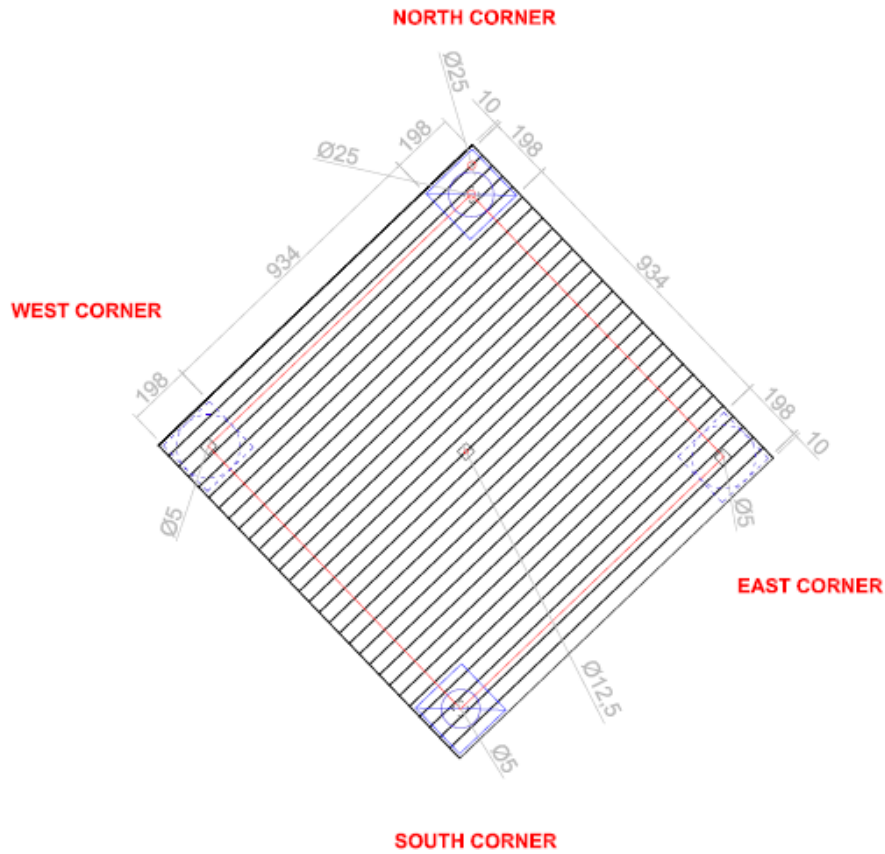 NORTH CORNER
Ø25
10
198
198
Ø25
934
934
WEST CORNER
198
198
10
Ø5
Ø5
EAST CORNER
Ø12,5
Ø5
SOUTH CORNER